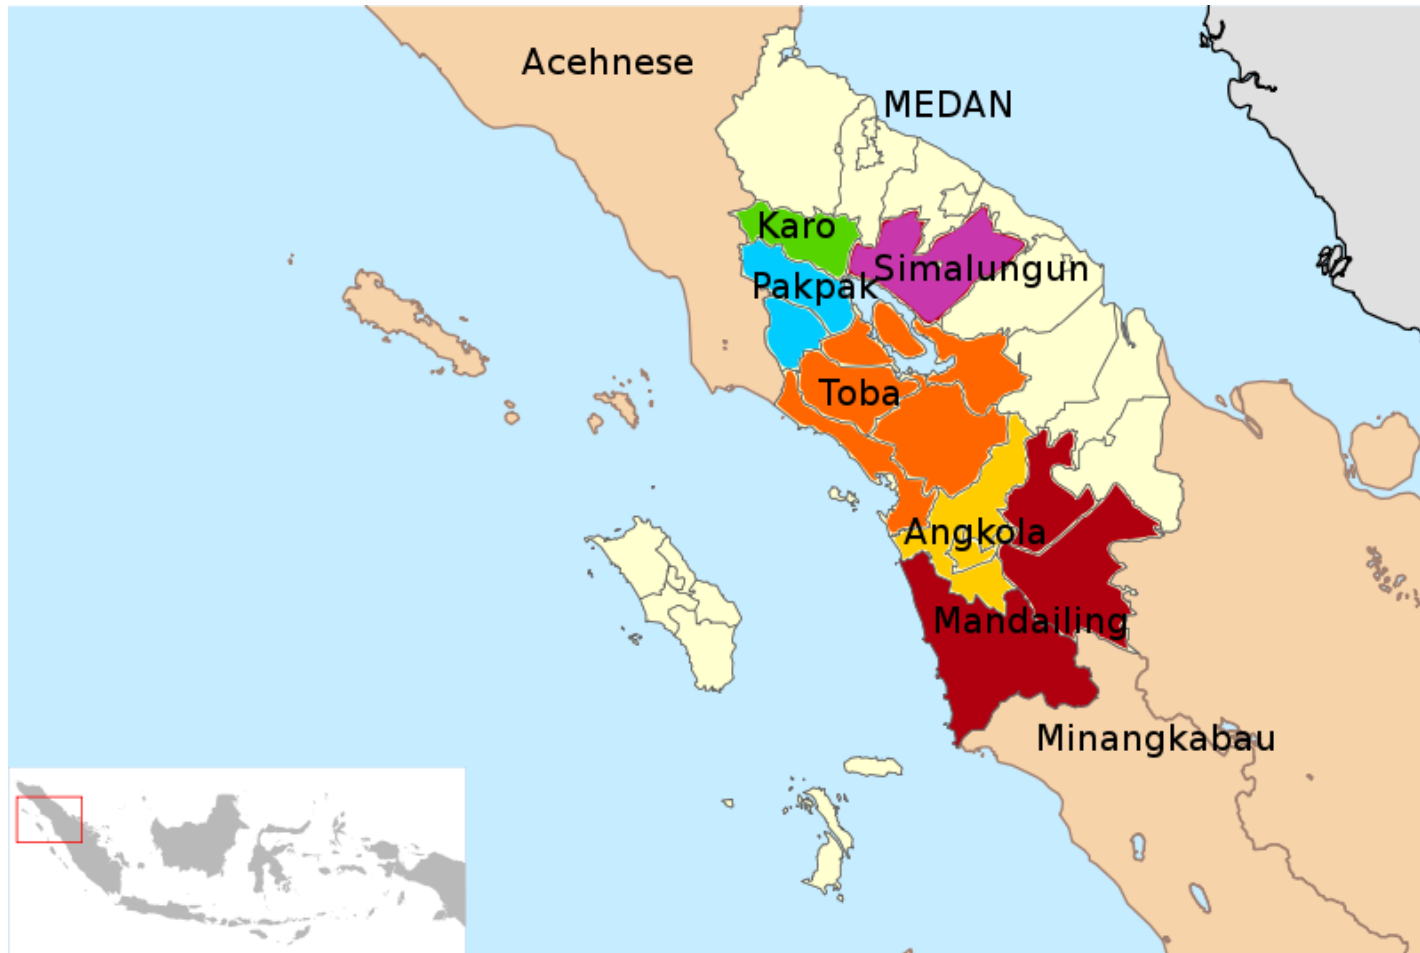 Acehnese
MEDAN
Karo
Simalungun
Pakpak
Toba
Angkola
Mandailing
Minangkabau